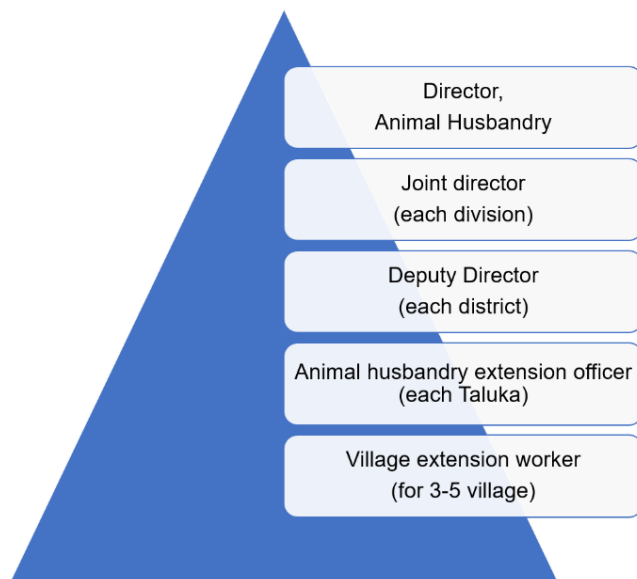 Director,
Animal Husbandry
Joint director
(each division)
Deputy Director
(each district)
Animal husbandry extension officer
(each Taluka)
Village extension worker
(for 3-5 village)